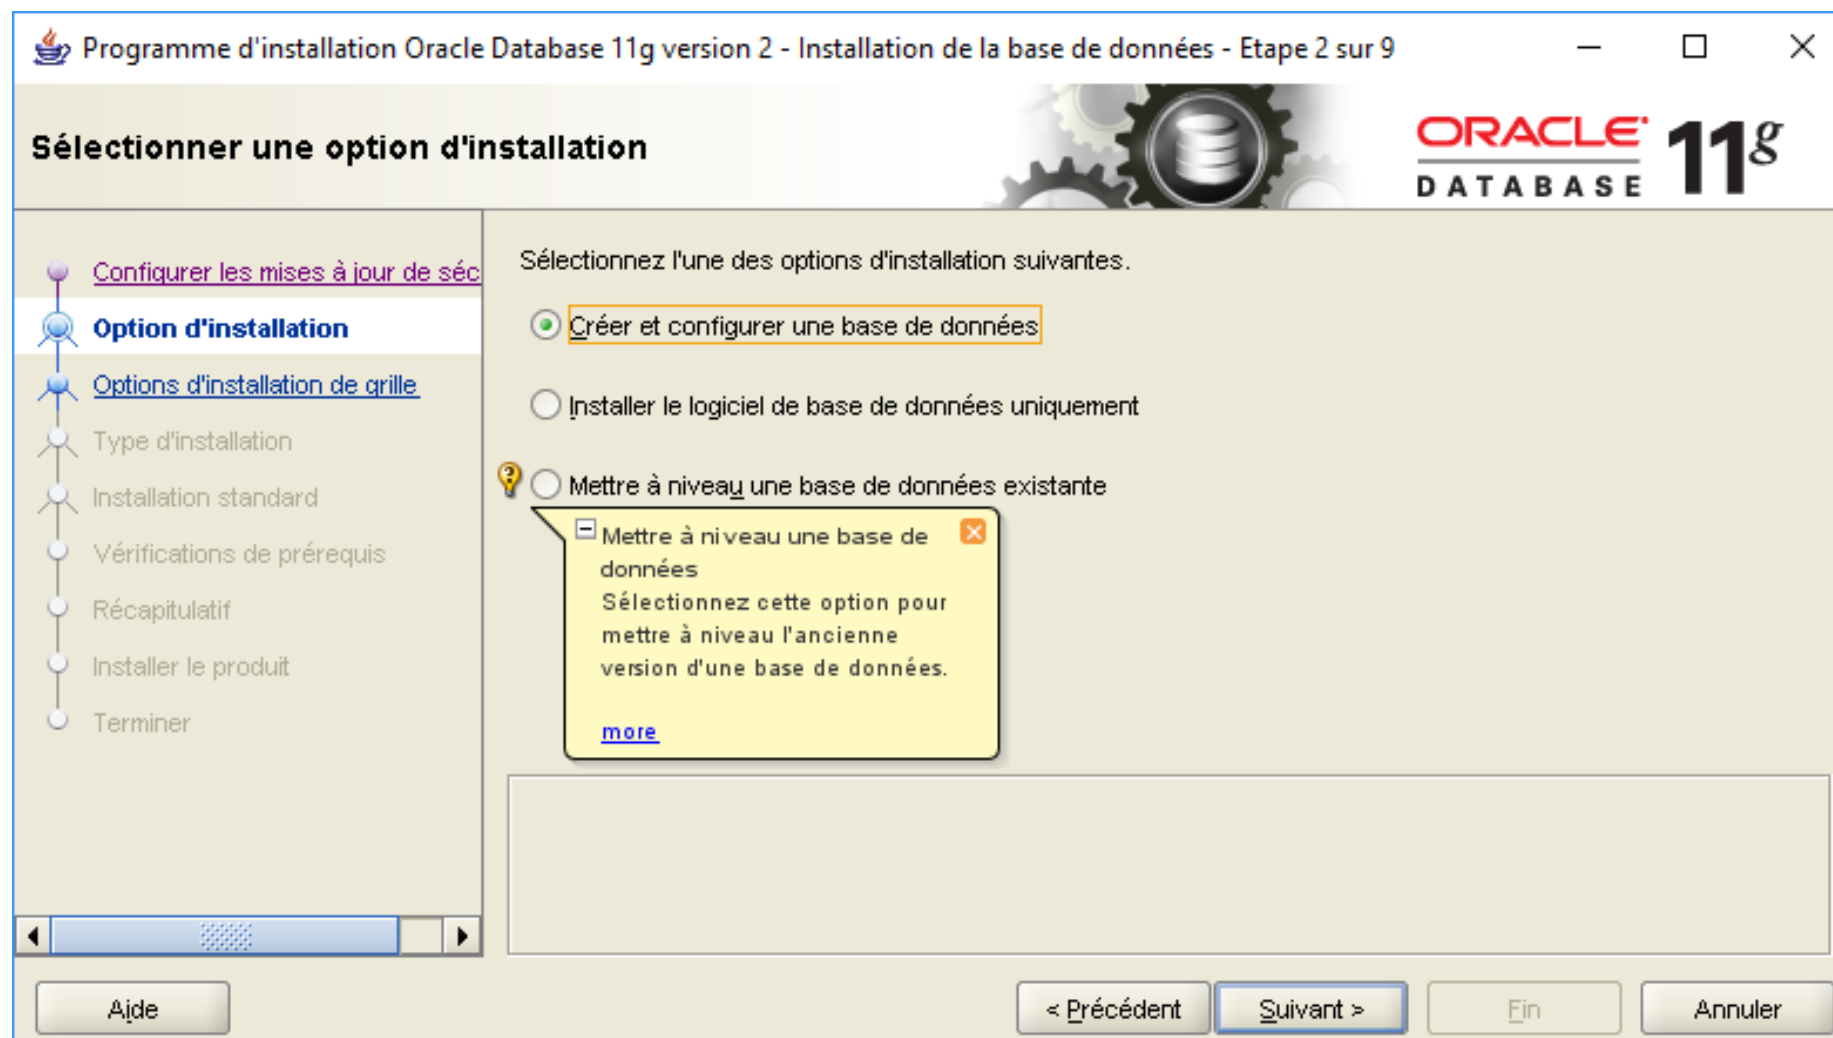 Programme d'installation Oracle Database 11g version 2 - Installation de la base de données - Etape 2 sur 9
Sélectionner une option d'installation
ORACLE 11g
DATABASE
Configurer les mises à jour de séc
Option d'installation
Options d'installation de grille
Type d'installation
Installation standard
Vérifications de prérequis
Récapitulatif
Installer le produit
Terminer
Sélectionnez l'une des options d'installation suivantes.
Créer et configurer une base de données
Installer le logiciel de base de données uniquement
Mettre à niveau une base de données existante
Mettre à niveau une base de
données
Sélectionnez cette option pour
mettre à niveau l'ancienne
version d'une base de données.
more
Aide
< Précédent
Suivant >
Fin
Annuler